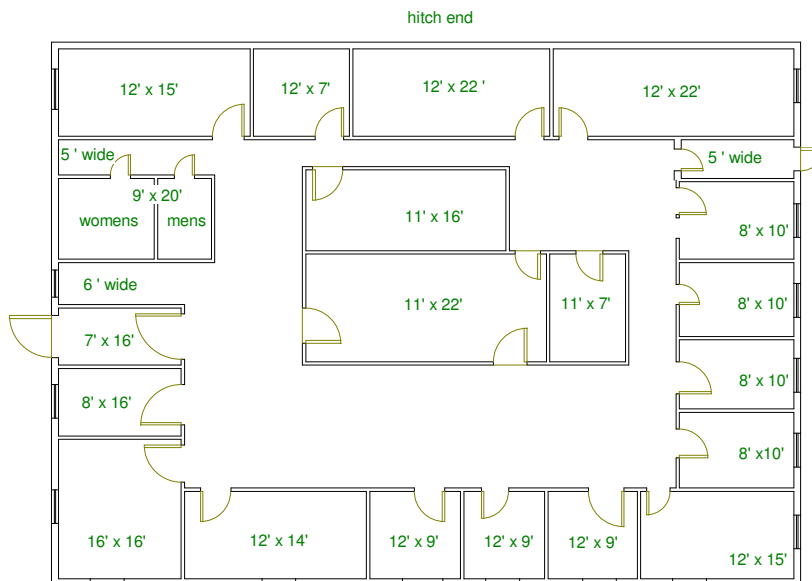 hitch end
12' x 15'
12' x 7'
12' x 22 '
12' x 22'
5 ' wide
5 ' wide
9' x 20'
womens
mens
11' x 16'
8' x 10'
6 ' wide
11' x 22'
11' x 7'
8' x 10'
7' x 16'
8' x 10'
8' x 16'
8' x10'
16' x 16'
12' x 14'
12' x 9'
12' x 9'
12' x 9'
12' x 15'